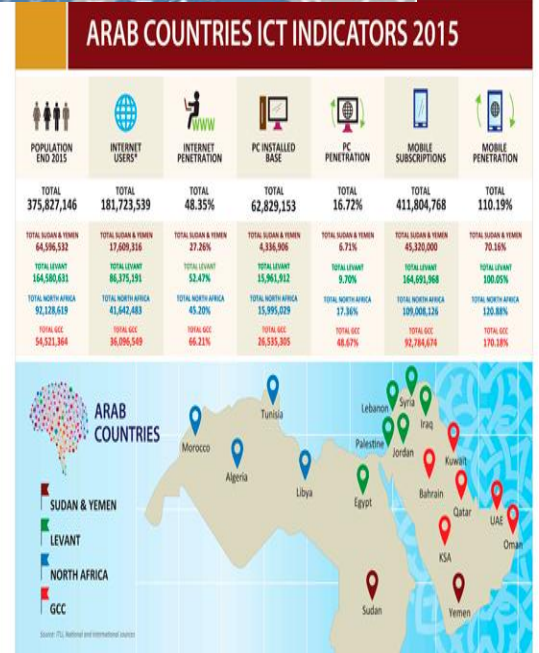 ARAB COUNTRIES ICT INDICATORS 2015
POPULATION
END 2015
INTERNET
USERS*
WWW
INTERNET
PENETRATION
PC INSTALLED
BASE
PC
PENETRATION
MOBILE
SUBSCRIPTIONS
MOBILE
PENETRATION
TOTAL TOTAL TOTAL TOTAL TOTAL TOTAL TOTAL
375,827,146 181,723,539 48.35% 62,829,153 16.72% 411,804,768 110.19%
TOTAL SUDAN & YEMEN TOTAL SUDAN & YEMEN TOTAL SUDAN & YEMEN TOTAL SUDAN & YEMEN TOTAL SUDAN & YEMEN TOTAL SUDAN & YEMEN TOTAL SUDAN & YEMEN
64,596,532 17,609,316 27.26% 4,336,906 6.71% 45,320,000 70.16%
TOTAL LEVANT TOTAL LEVANT TOTAL LEVANT TOTAL LEVANT TOTAL LEVANT TOTAL LEVANT TOTAL LEVANT
164,580,631 86,375,191 52.47% 15,961,912 9.70% 164,691,968 100.05%
TOTAL NORTH AFRICA TOTAL NORTH AFRICA TOTAL NORTH AFRICA TOTAL NORTH AFRICA TOTAL NORTH AFRICA TOTAL NORTH AFRICA TOTAL NORTH AFRICA
92,128,619 41,642,483 45.20% 15,995,029 17.36% 109,008,126 120.88%
TOTAL GCC TOTAL GCC TOTAL GCC TOTAL GCC TOTAL GCC TOTAL GCC TOTAL GCC
54,521,364 36,096,549 66.21% 26,535,305 48.67% 92,784,674 170.18%
ARAB
COUNTRIES
SUDAN & YEMEN
LEVANT
NORTH AFRICA
GCC
Morocco
Algeria
Tunisia
Libya
Egypt
Sudan
Lebanon
Syria
Iraq
Palestine
Jordan
Kuwait
Bahrain
Qatar
UAE
KSA
Oman
Yemen
Source: ITU, National and International sources